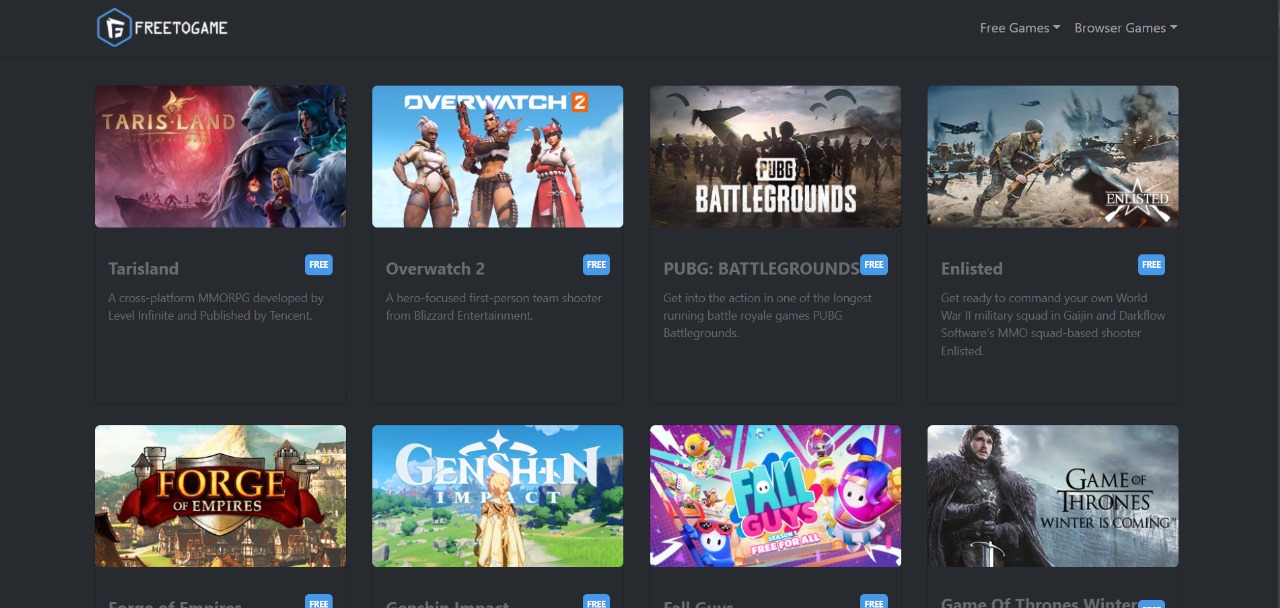 FREETOGAME
Free Games
Browser Games
TARISLAND
OVERWATCH 2
PUBG
BATTLEGROUNDS
ENLISTED
Tarisland
FREE
A cross-platform MMORPG developed by
Level Infinite and Published by Tencent.
Overwatch 2
FREE
A hero-focused first-person team shooter
from Blizzard Entertainment.
PUBG: BATTLEGROUNDS
FREE
Get into the action in one of the longest
running battle royale games PUBG
Battlegrounds.
Enlisted
FREE
Get ready to command your own World
War II military squad in Gaijin and Darkflow
Software's MMO squad-based shooter
Enlisted.
FORGE
OF EMPIRES
GENSHIN
IMPACT
FALL
GUYS
SEASON 1
FREE FOR ALL
GAME OF
THRONES
WINTER IS COMING
Forge of Empires
FREE
Genshin Impact
FREE
Fall Guys
FREE
Game Of Thrones Winter
FREE